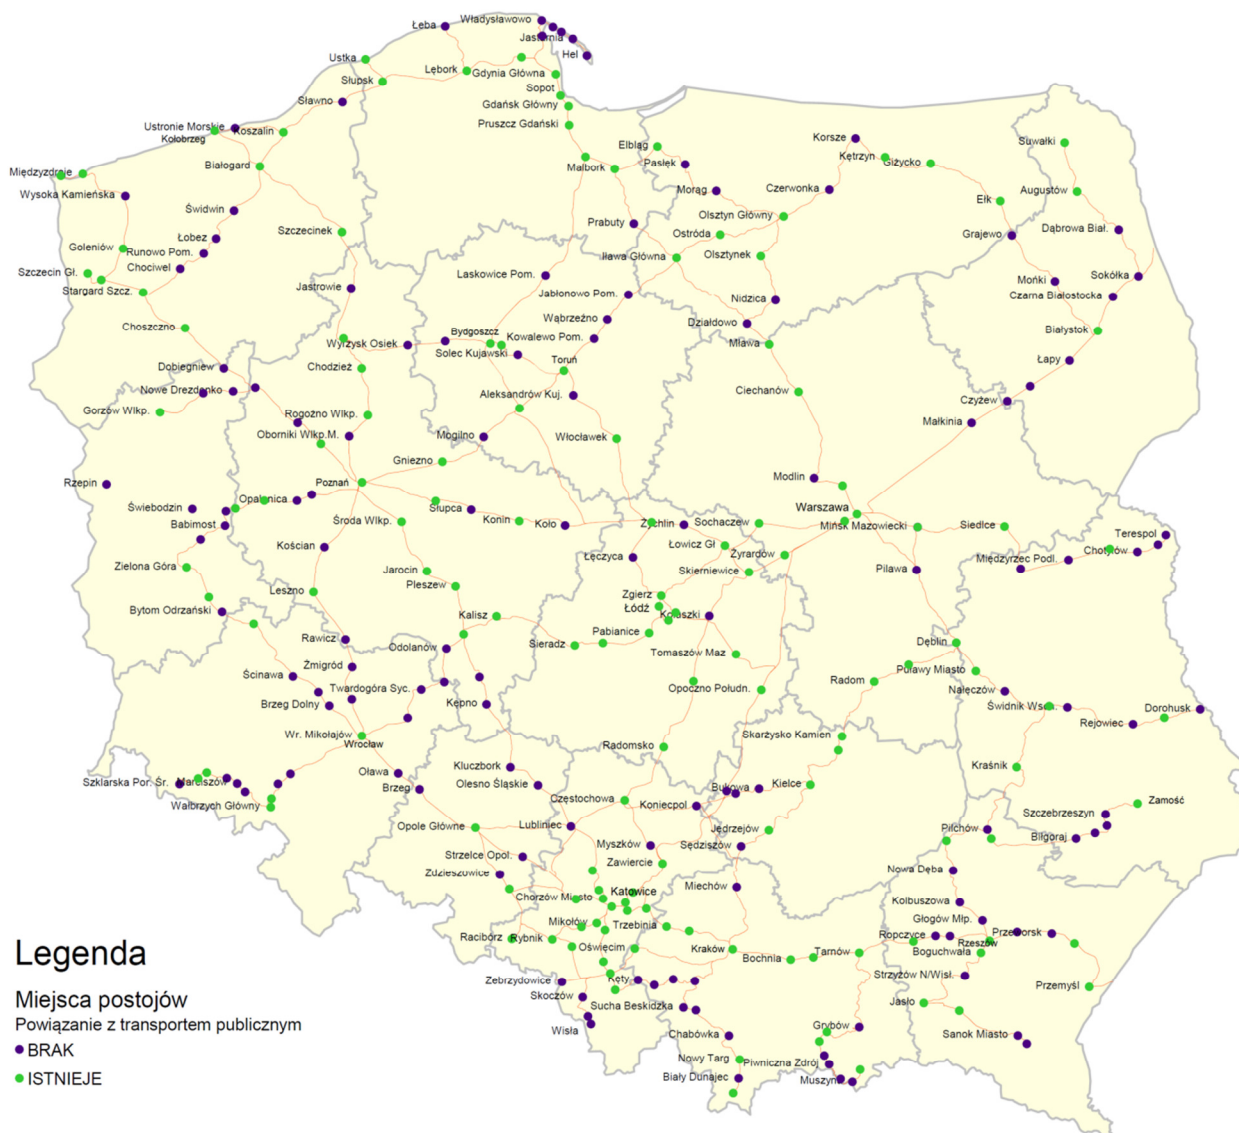 Władysławowo
Łeba
Jastarnia
Hel
Ustka
Lębork
Gdynia Główna
Słupsk
Sopot
Sławno
Gdańsk Główny
Ustronie Morskie
Koszalin
Pruszcz Gdański
Kołobrzeg
Korsze
Suwałki
Elbląg
Kętrzyn
Giżycko
Białogard
Malbork
Pasłęk
Międzyzdroje
Morąg
Czerwonka
Augustów
Wysoka Kamieńska
Ełk
Świdwin
Prabuty
Olsztyn Główny
Szczecinek
Ostróda
Grajewo
Dąbrowa Biał.
Łobez
Goleniów
Runowo Pom.
Iława Główna
Olsztynek
Szczecin Gł.
Chociwel
Laskowice Pom.
Mońki
Sokółka
Stargard Szcz.
Jastrowie
Jabłonowo Pom.
Nidzica
Czarna Białostocka
Wąbrzeźno
Działdowo
Choszczno
Bydgoszcz
Kowalewo Pom.
Białystok
Wyrzysk Osiek
Solec Kujawski
Mława
Dobiegniew
Chodzież
Toruń
Łapy
Nowe Drezdenko
Aleksandrów Kuj.
Ciechanów
Czyżew
Gorzów Wlkp.
Rogoźno Wlkp.
Małkinia
Oborniki Wlkp.M.
Mogilno
Włocławek
Gniezno
Modlin
Rzepin
Poznań
Opalenica
Świebodzin
Słupca
Warszawa
Babimost
Środa Wlkp.
Konin
Koło
Żychlin
Sochaczew
Mińsk Mazowiecki
Siedlce
Terespol
Kościan
Łowicz Gł
Chotyłów
Łęczyca
Żyrardów
Międzyrzec Podl.
Zielona Góra
Jarocin
Skierniewice
Pilawa
Pleszew
Leszno
Zgierz
Bytom Odrzański
Łódź
Kalisz
Koluszki
Rawicz
Pabianice
Odolanów
Sieradz
Dęblin
Tomaszów Maz
Żmigród
Puławy Miasto
Ścinawa
Twardogóra Syc.
Radom
Opoczno Połudn.
Nałęczów
Brzeg Dolny
Kępno
Świdnik Wsch.
Dorohusk
Rejowiec
Wr. Mikołajów
Skarżysko Kamien
Wrocław
Radomsko
Kluczbork
Kraśnik
Oława
Szklarska Por. Śr.
Marciszów
Olesno Śląskie
Bukowa
Kielce
Brzeg
Wałbrzych Główny
Częstochowa
Koniecpol
Zamość
Szczebrzeszyn
Opole Główne
Lubliniec
Jędrzejów
Pilchów
Biłgoraj
Myszków
Sędziszów
Strzelce Opol.
Zawiercie
Zdzieszowice
Nowa Dęba
Miechów
Katowice
Chorzów Miasto
Kolbuszowa
Głogów Młp.
Mikołów
Trzebinia
Ropczyce
Przeworsk
Racibórz
Rybnik
Rzeszów
Oświęcim
Kraków
Tarnów
Boguchwała
Bochnia
Legenda
Zebrzydowice
Kęty
Strzyżów N/Wisł.
Przemyśl
Skoczów
Miejsca postojów
Sucha Beskidzka
Jasło
Powiązanie z transportem publicznym
Wisła
Grybów
Chabówka
Sanok Miasto
BRAK
Nowy Targ
Piwniczna Zdrój
ISTNIEJE
Biały Dunajec
Muszyna